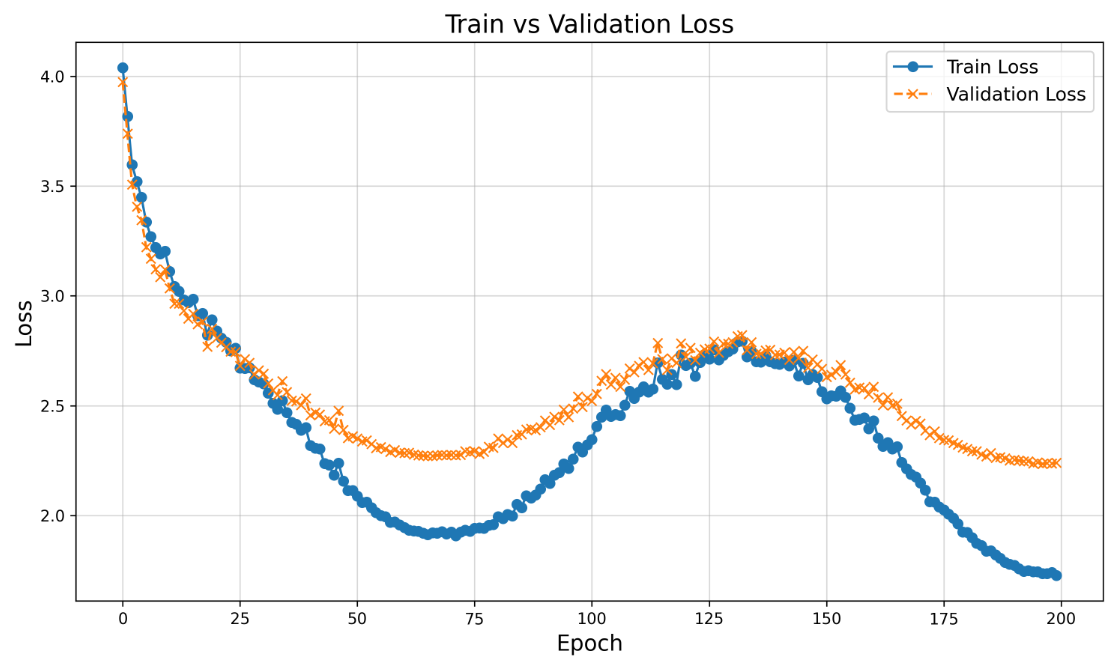 Train vs Validation Loss
Train Loss
Validation Loss
4.0
3.5
3.0
2.5
2.0
Loss
0 25 50 75 100 125 150 175 200
Epoch